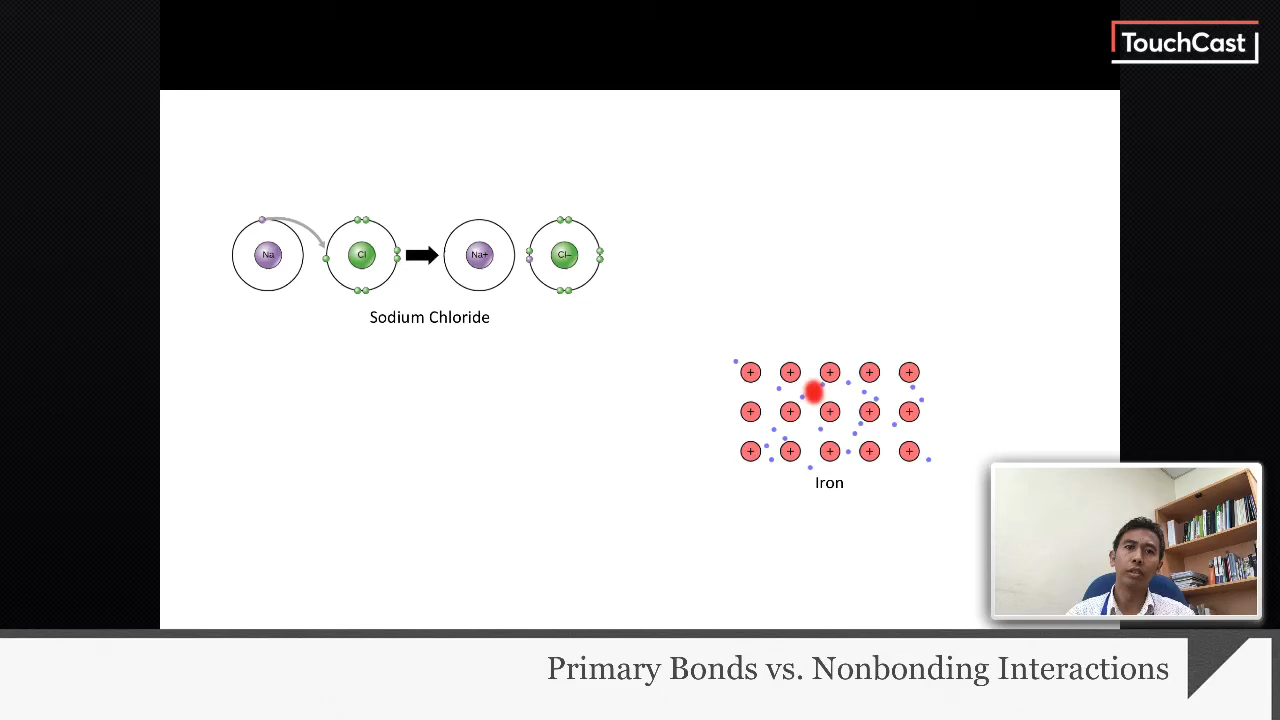 TouchCast
Na Cl Na+ Cl–
Sodium Chloride
+ + + + +
+ + + + +
+ + + + +
Iron
Primary Bonds vs. Nonbonding Interactions